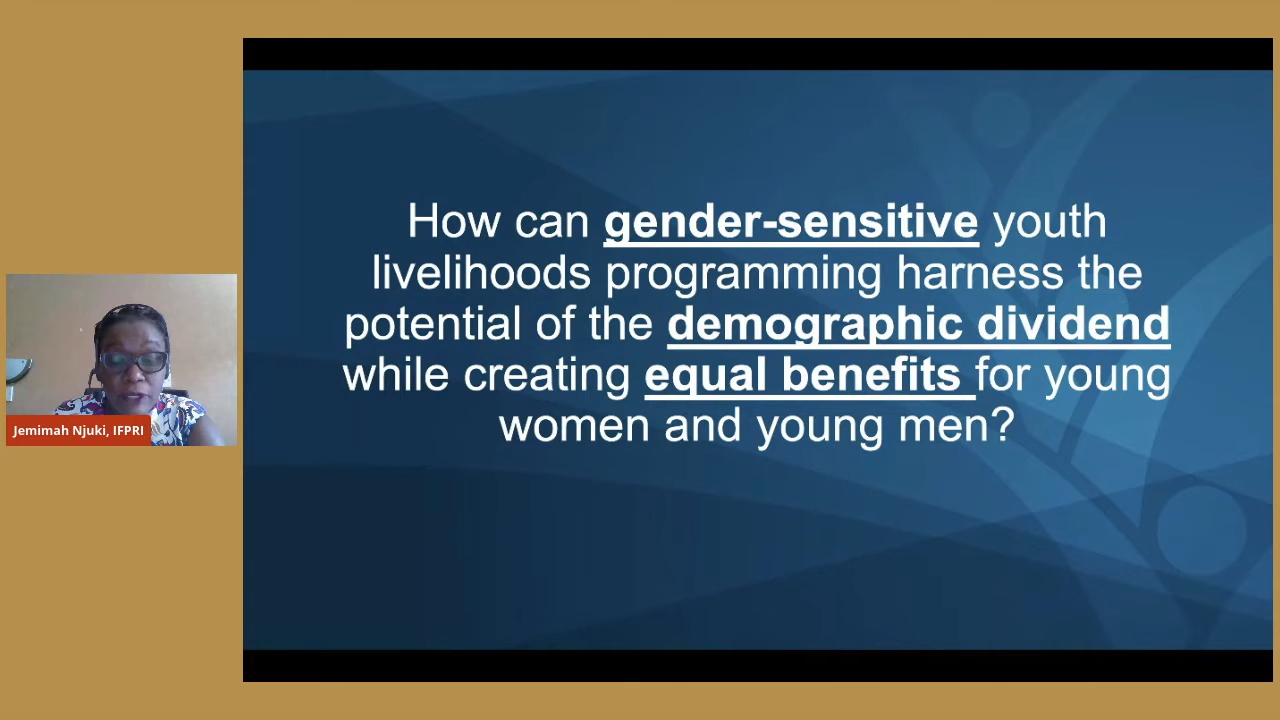 How can gender-sensitive youth
livelihoods programming harness the
potential of the demographic dividend
while creating equal benefits for young
women and young men?
Jemimah Njuki, IFPRI